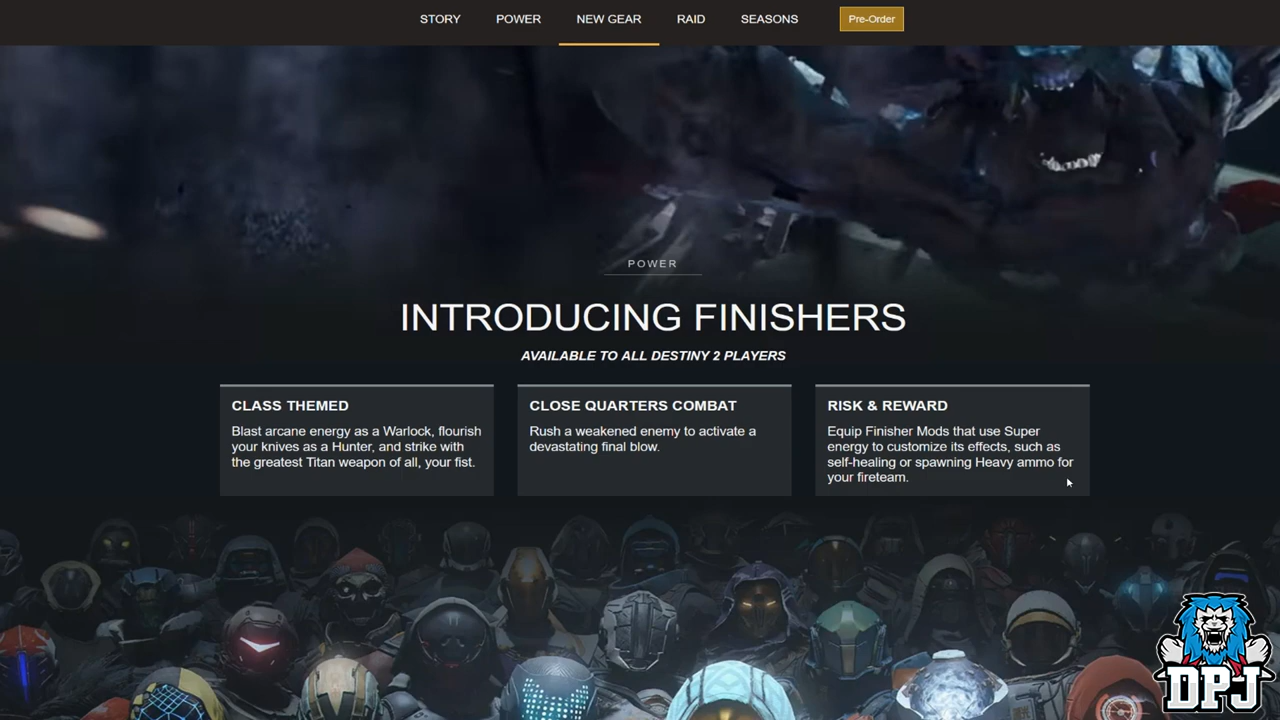 STORY POWER NEW GEAR RAID SEASONS Pre-Order
POWER
INTRODUCING FINISHERS
AVAILABLE TO ALL DESTINY 2 PLAYERS
CLASS THEMED
Blast arcane energy as a Warlock, flourish
your knives as a Hunter, and strike with
the greatest Titan weapon of all, your fist.
CLOSE QUARTERS COMBAT
Rush a weakened enemy to activate a
devastating final blow.
RISK & REWARD
Equip Finisher Mods that use Super
energy to customize its effects, such as
self-healing or spawning Heavy ammo for
your fireteam.
DPJ